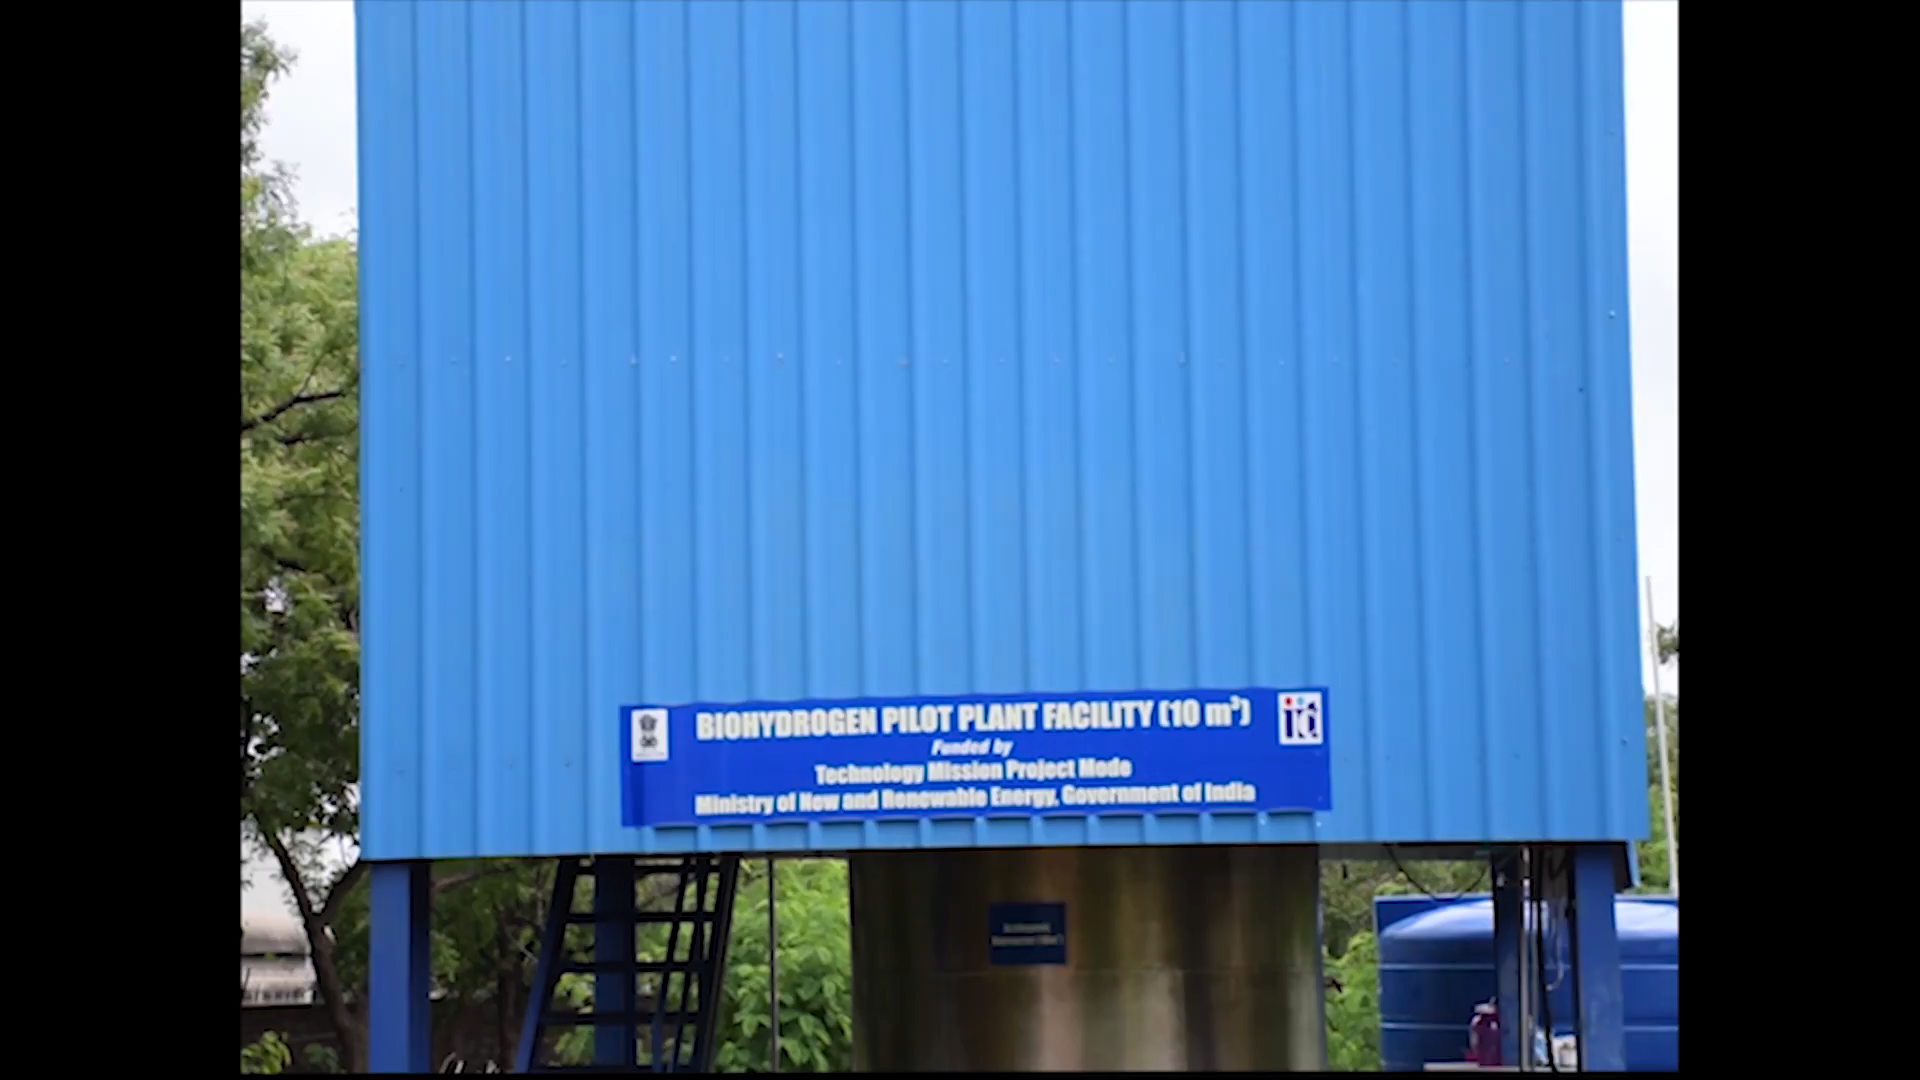 BIOHYDROGEN PILOT PLANT FACILITY (10 m³)
Funded by
Technology Mission Project Mode
Ministry of New and Renewable Energy, Government of India